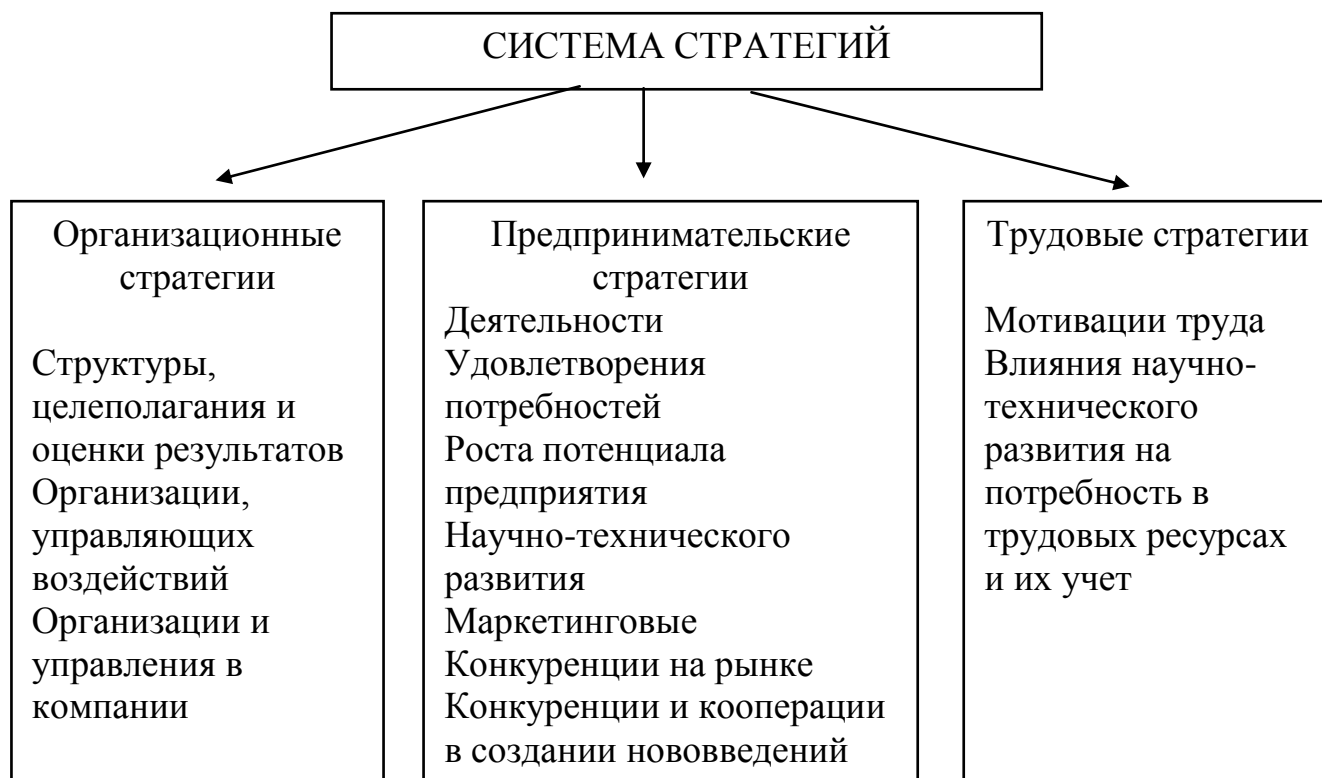 СИСТЕМА СТРАТЕГИЙ
Организационные
стратегии
Структуры,
целеполагания и
оценки результатов
Организации,
управляющих
воздействий
Организации и
управления в
компании
Предпринимательские
стратегии
Деятельности
Удовлетворения
потребностей
Роста потенциала
предприятия
Научно-технического
развития
Маркетинговые
Конкуренции на рынке
Конкуренции и кооперации
в создании нововведений
Трудовые стратегии
Мотивации труда
Влияния научно-
технического
развития на
потребность в
трудовых ресурсах
и их учет